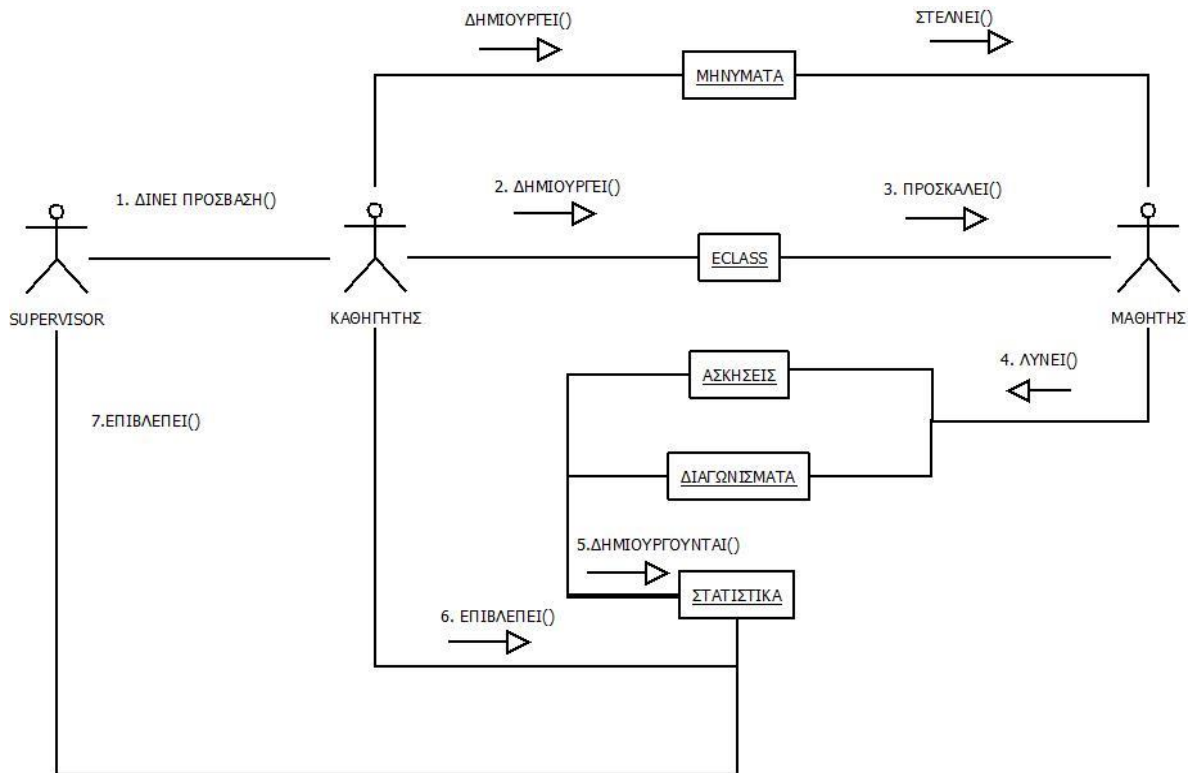 ΔΗΜΙΟΥΡΓΕΙ()
ΣΤΕΛΝΕΙ()
ΜΗΝΥΜΑΤΑ
1. ΔΙΝΕΙ ΠΡΟΣΒΑΣΗ()
2. ΔΗΜΙΟΥΡΓΕΙ()
3. ΠΡΟΣΚΑΛΕΙ()
ECLASS
SUPERVISOR
ΚΑΘΗΓΗΤΗΣ
ΜΑΘΗΤΗΣ
ΑΣΚΗΣΕΙΣ
4. ΛΥΝΕΙ()
7.ΕΠΙΒΛΕΠΕΙ()
ΔΙΑΓΩΝΙΣΜΑΤΑ
5.ΔΗΜΙΟΥΡΓΟΥΝΤΑΙ()
ΣΤΑΤΙΣΤΙΚΑ
6. ΕΠΙΒΛΕΠΕΙ()